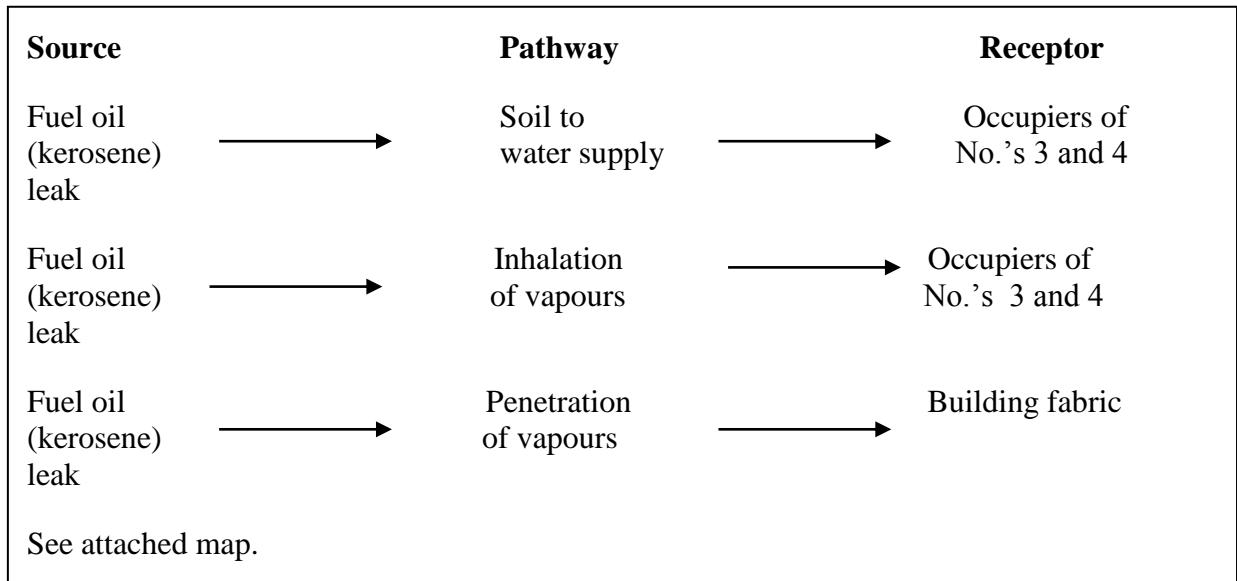 Source Pathway Receptor
Fuel oil Soil to Occupiers of
(kerosene) water supply No.'s 3 and 4
leak
Fuel oil Inhalation Occupiers of
(kerosene) of vapours No.'s 3 and 4
leak
Fuel oil Penetration Building fabric
(kerosene) of vapours
leak
See attached map.